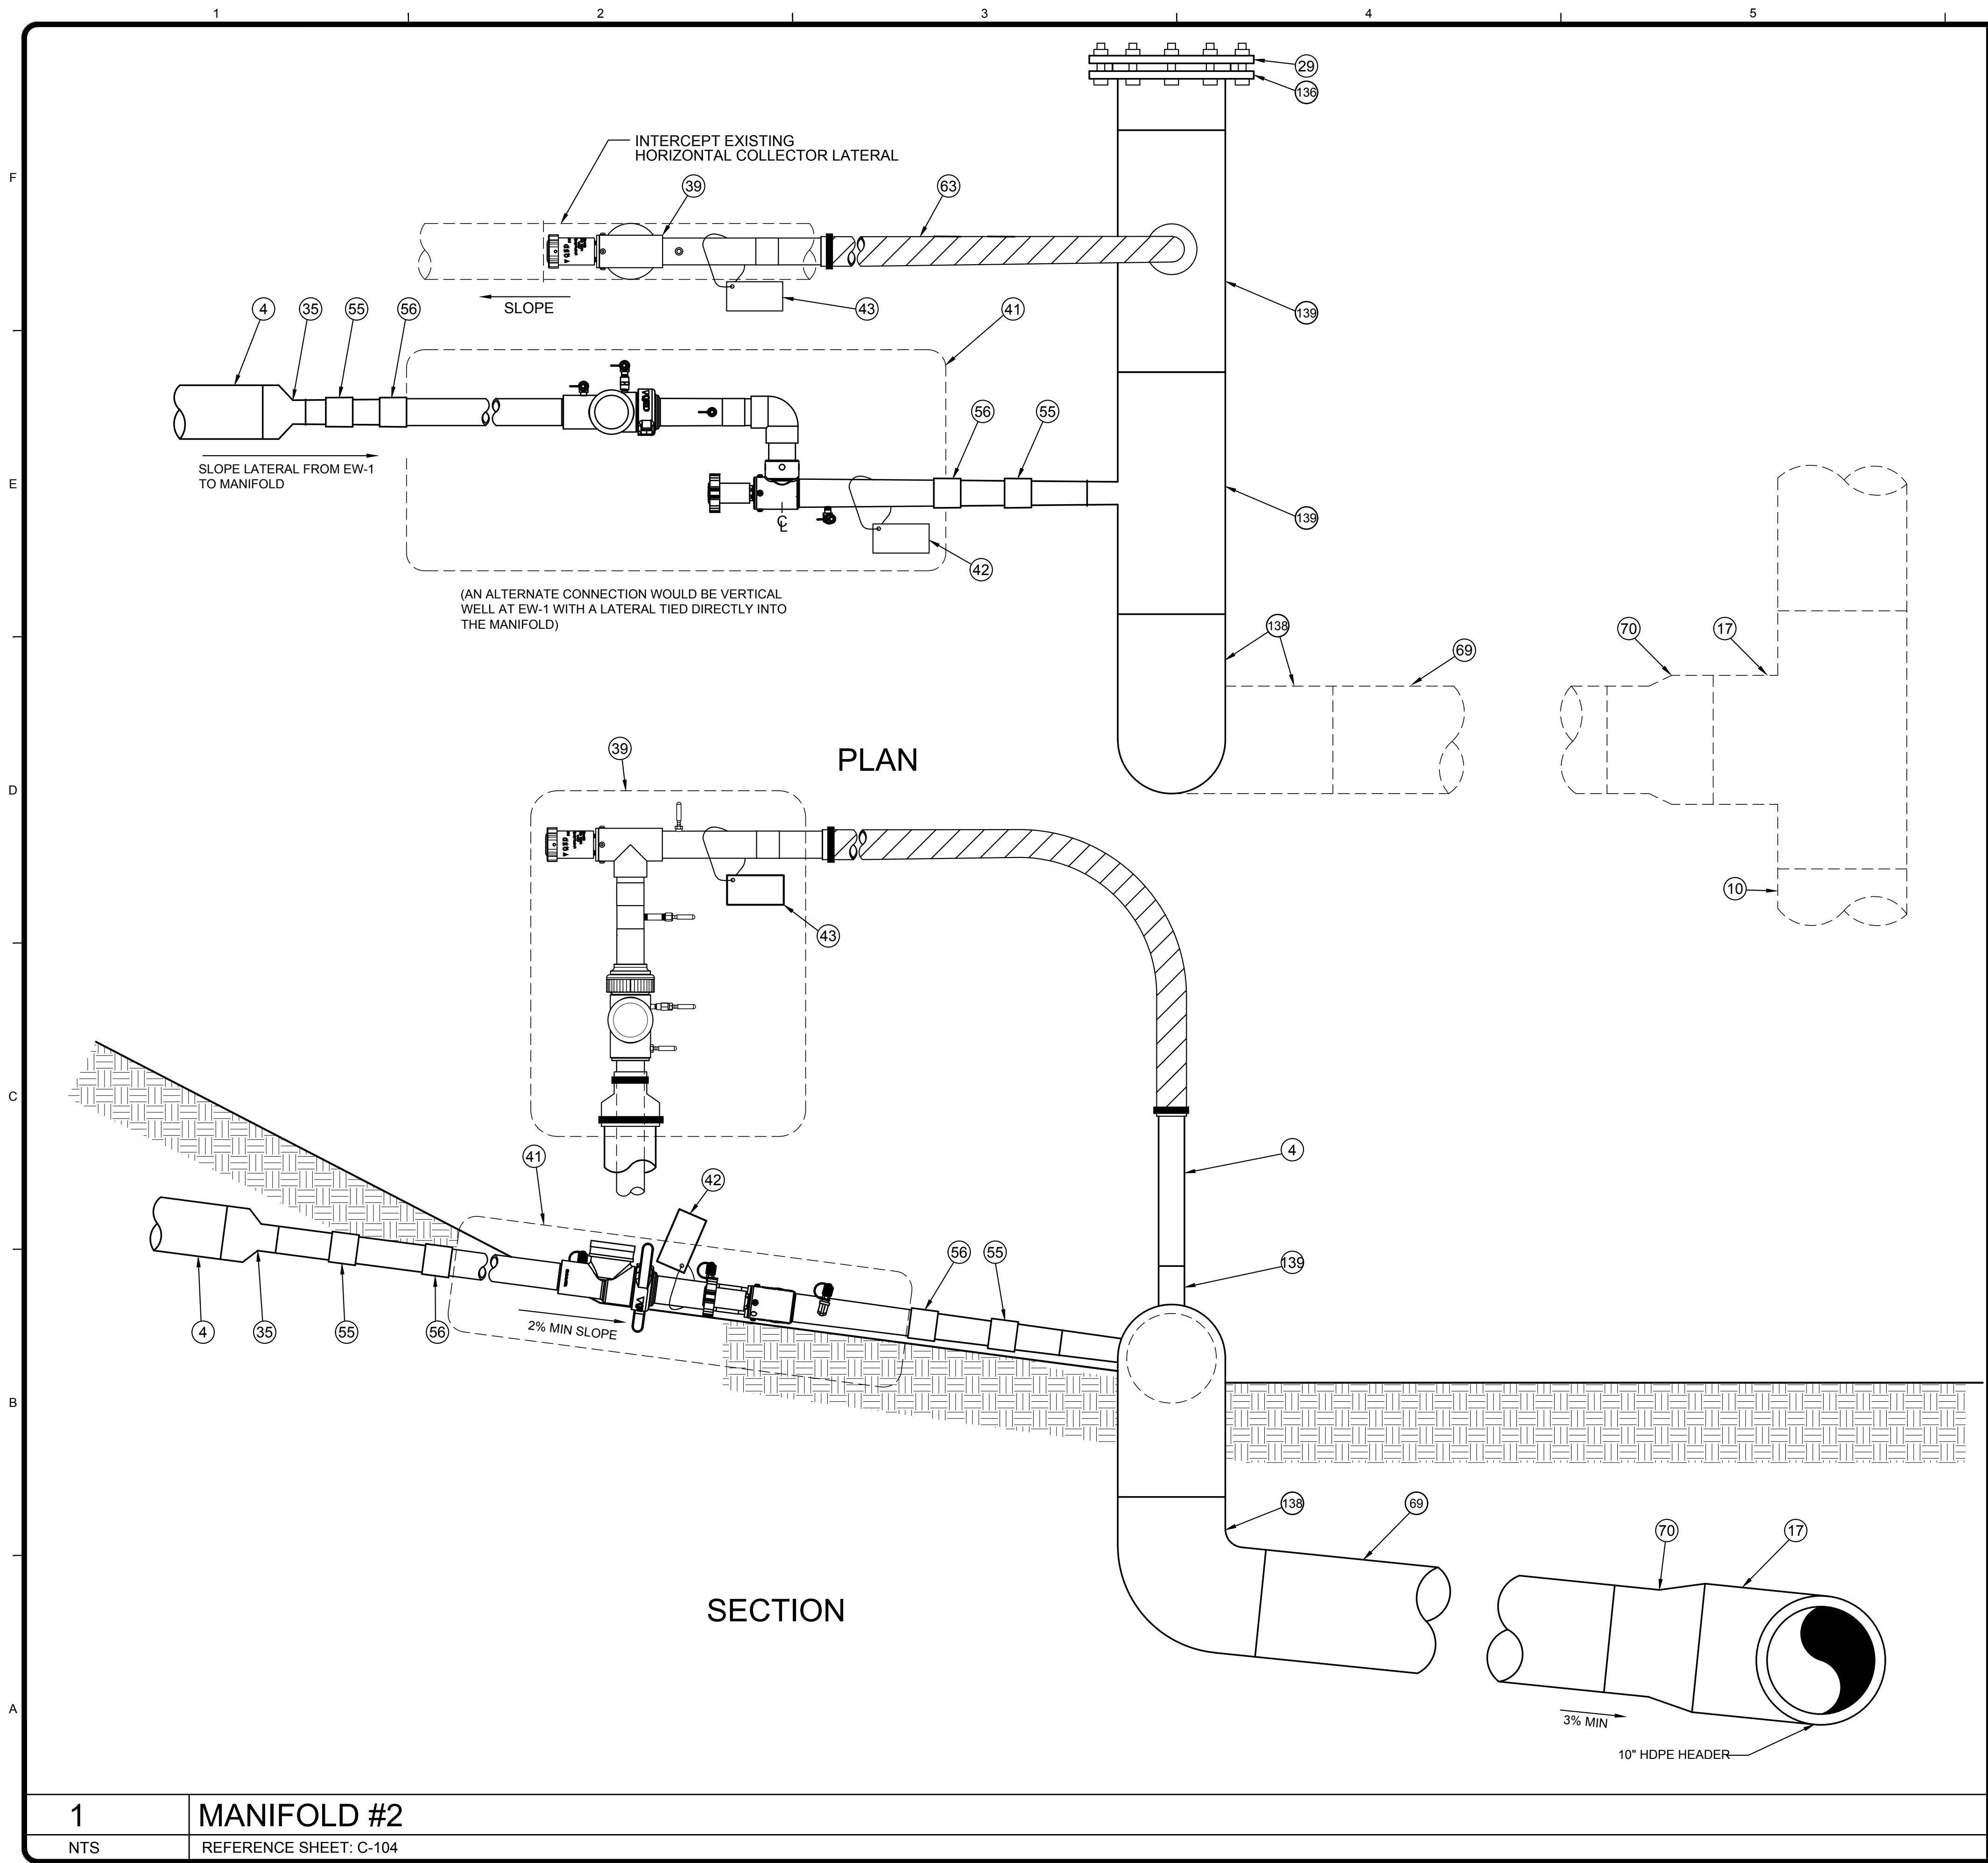 1 2 3 4 5
29
136
INTERCEPT EXISTING
HORIZONTAL COLLECTOR LATERAL
F
39 63
SLOPE
43
4 35 55 56 41 139
56 55
SLOPE LATERAL FROM EW-1
TO MANIFOLD
E
CL
139
42
(AN ALTERNATE CONNECTION WOULD BE VERTICAL
WELL AT EW-1 WITH A LATERAL TIED DIRECTLY INTO
THE MANIFOLD)
138 69 70 17
PLAN
39
D
10
43
C
4
41 42
56 55 139
4 35 55 56
2% MIN SLOPE
B
138 69 70 17
SECTION
A
3% MIN
10" HDPE HEADER
1 MANIFOLD #2
NTS REFERENCE SHEET: C-104